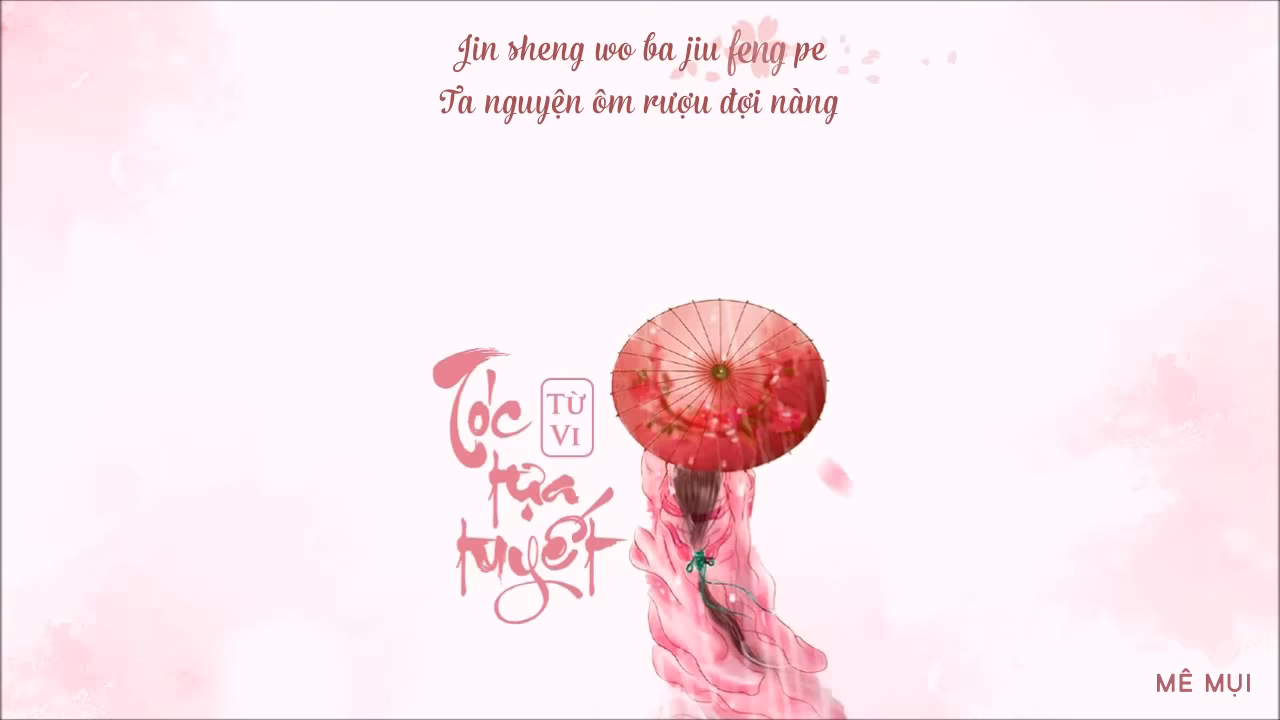 Jin sheng wo ba jiu feng pe
Ta nguyện ôm rượu đợi nàng
Tóc
TỪ
VI
tựa
tuyết
MÊ MỤI